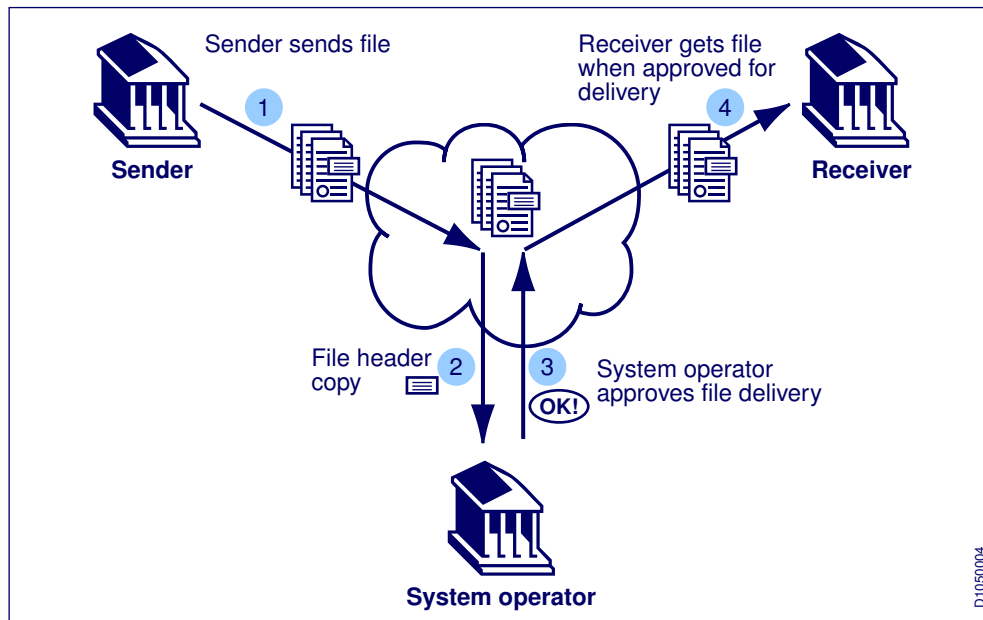 Sender sends file
1
Sender
Receiver gets file
when approved for
delivery
4
Receiver
File header
copy
2
3
OK!
System operator
approves file delivery
System operator
D1050004